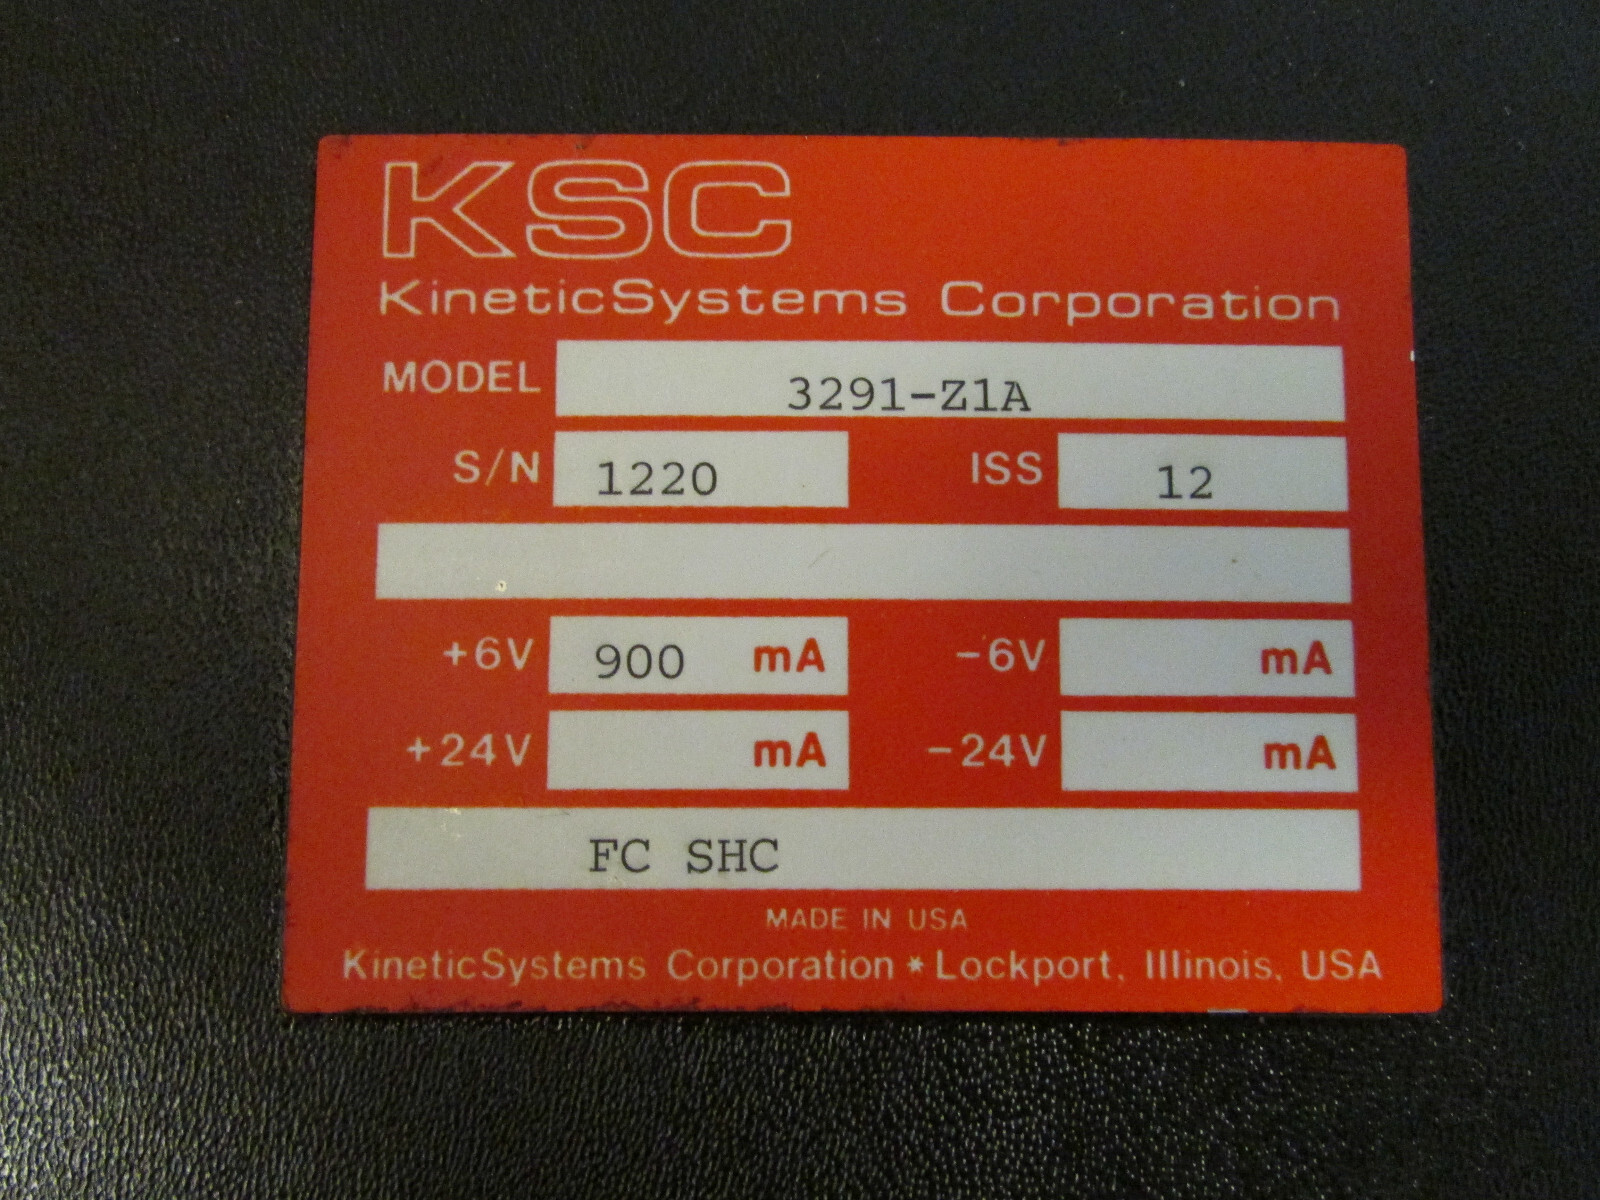 KSC
KineticSystems Corporation
MODEL 3291-Z1A
S/N 1220 ISS 12
+6V 900 mA -6V mA
+24V mA -24V mA
FC SHC
MADE IN USA
KineticSystems Corporation * Lockport, Illinois, USA